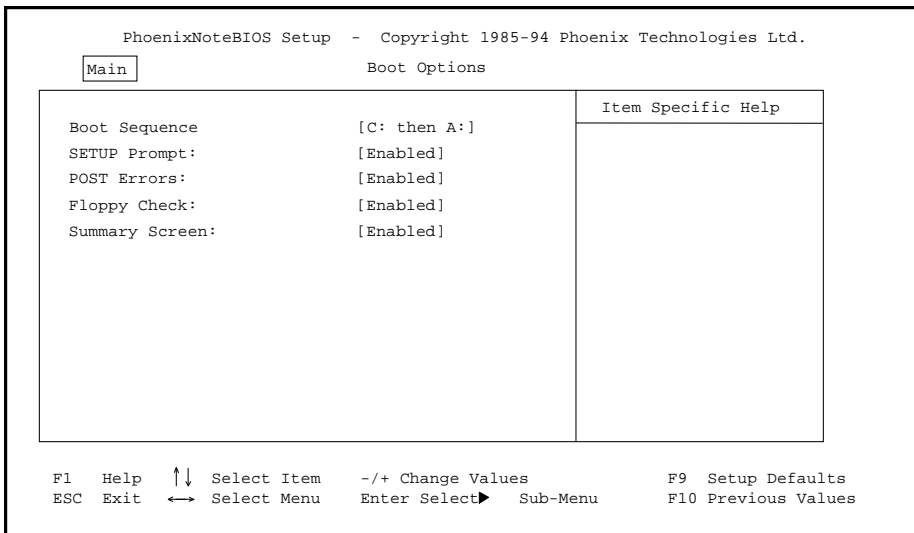 PhoenixNoteBIOS Setup - Copyright 1985-94 Phoenix Technologies Ltd.
Main Boot Options
Item Specific Help
Boot Sequence [C: then A:]
SETUP Prompt: [Enabled]
POST Errors: [Enabled]
Floppy Check: [Enabled]
Summary Screen: [Enabled]
F1 Help ↑↓ Select Item -/+ Change Values F9 Setup Defaults
ESC Exit ←→ Select Menu Enter Select▶ Sub-Menu F10 Previous Values